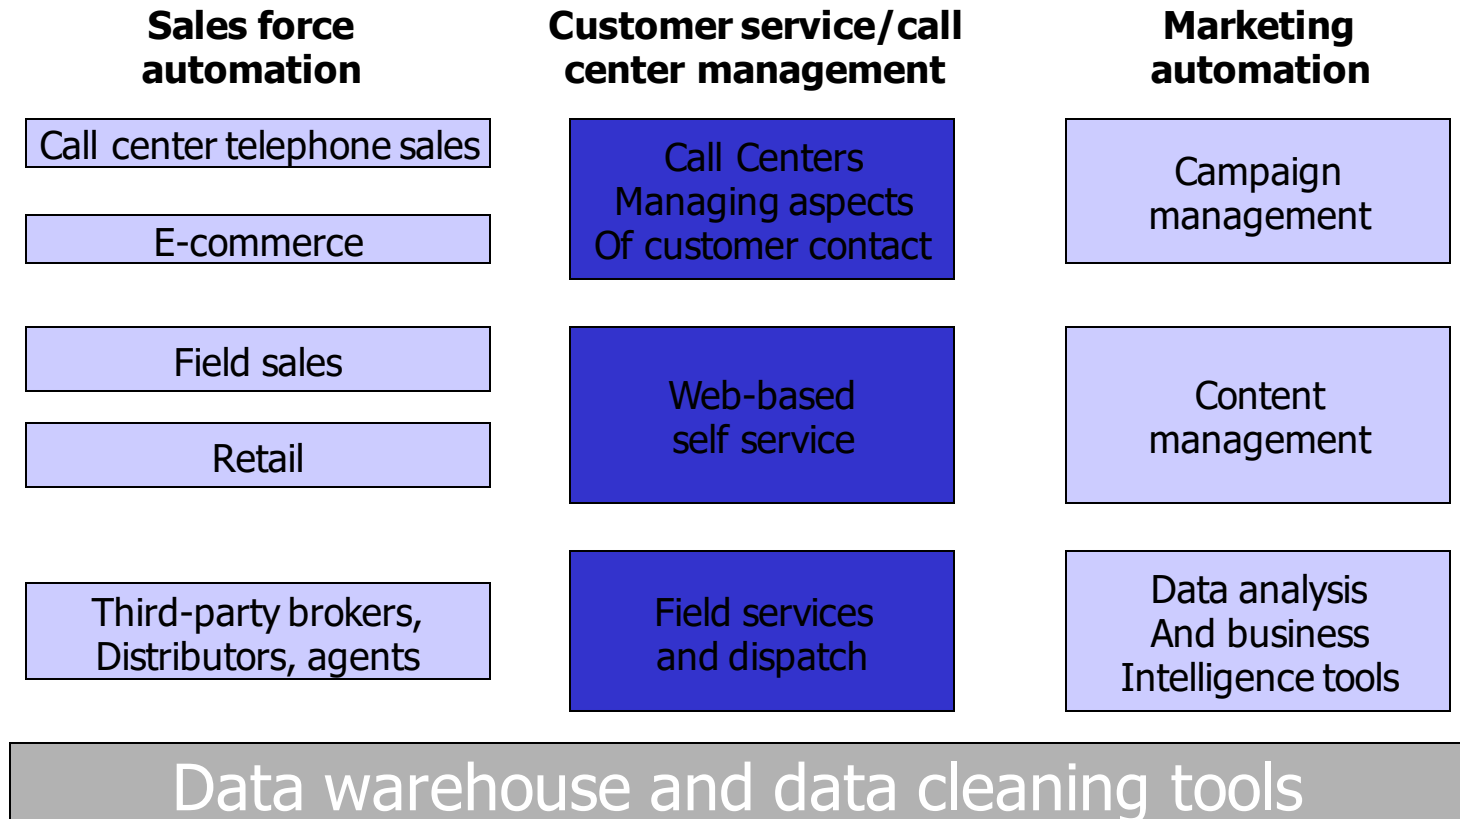 Sales force
automation
Customer service/call
center management
Marketing
automation
Call center telephone sales
E-commerce
Field sales
Retail
Third-party brokers,
Distributors, agents
Call Centers
Managing aspects
Of customer contact
Web-based
self service
Field services
and dispatch
Campaign
management
Content
management
Data analysis
And business
Intelligence tools
Data warehouse and data cleaning tools